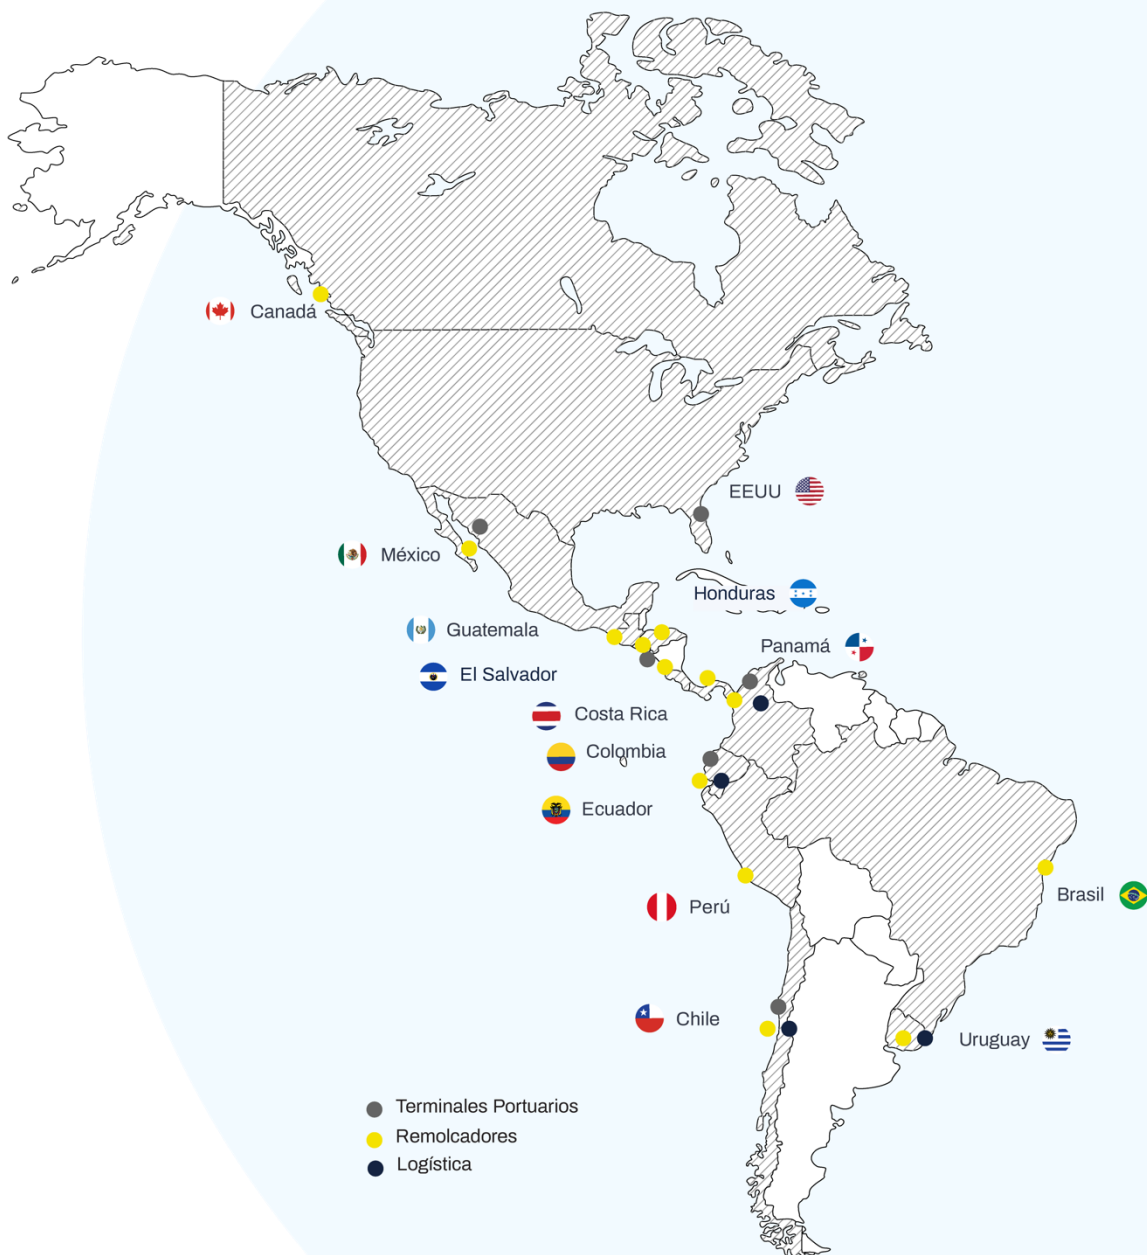 Canadá
EEUU
México
Honduras
Guatemala
Panamá
El Salvador
Costa Rica
Colombia
Ecuador
Brasil
Perú
Chile
Uruguay
Terminales Portuarios
Remolcadores
Logística